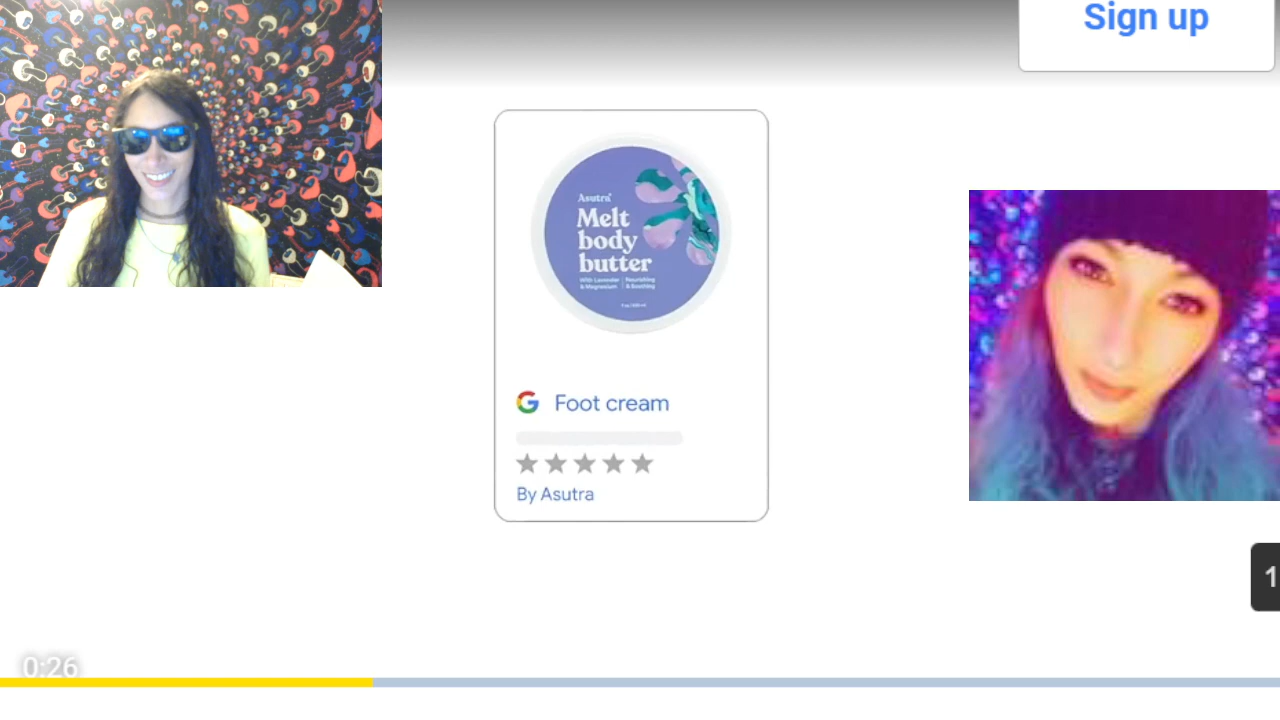 Sign up
Asutra
Melt
body
butter
With Lavender | Nourishing
& Magnesium | & Soothing
G Foot cream
By Asutra
1
0:26